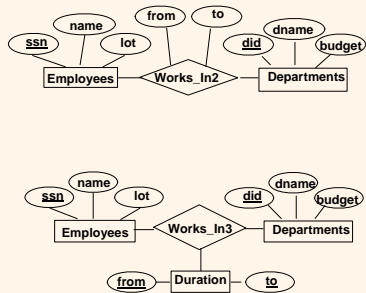 from
to
name
dname
ssn
lot
did
budget
Employees
Works_In2
Departments
name
dname
ssn
lot
did
budget
Works_In3
Employees
Departments
from
Duration
to